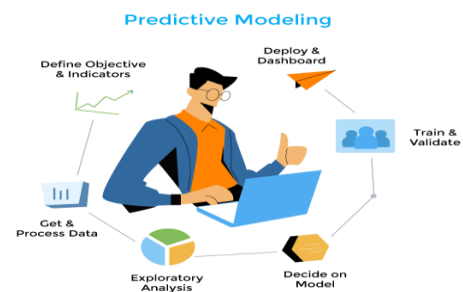 Predictive Modeling
Define Objective
& Indicators
Deploy &
Dashboard
Train &
Validate
Get &
Process Data
Exploratory
Analysis
Decide on
Model